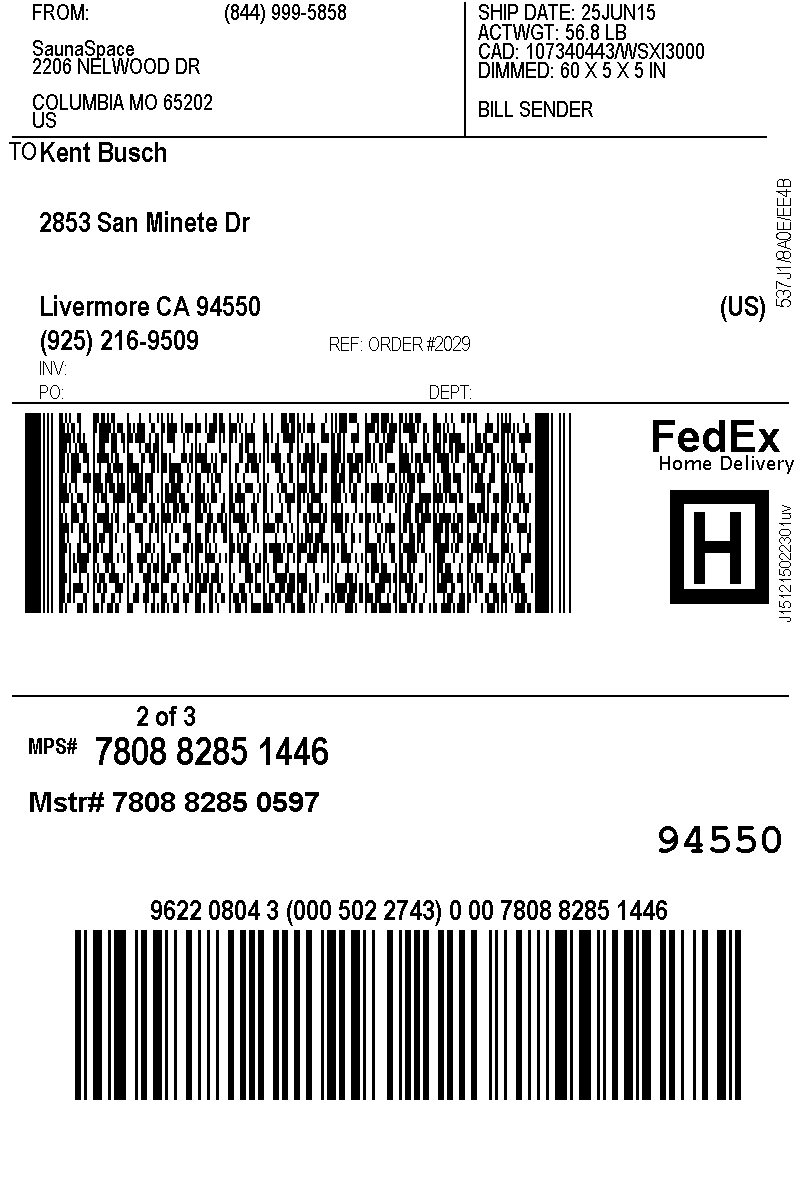 FROM: (844) 999-5858
SaunaSpace
2206 NELWOOD DR
COLUMBIA MO 65202
US
SHIP DATE: 25JUN15
ACTWGT: 56.8 LB
CAD: 107340443/WSXI3000
DIMMED: 60 X 5 X 5 IN
BILL SENDER
TO Kent Busch
2853 San Minete Dr
Livermore CA 94550 (US)
(925) 216-9509 REF: ORDER #2029
INV:
PO: DEPT:
537J1/8A0E/EE4B
FedEx
Home Delivery
H
J151215022301uv
2 of 3
MPS# 7808 8285 1446
Mstr# 7808 8285 0597
94550
9622 0804 3 (000 502 2743) 0 00 7808 8285 1446